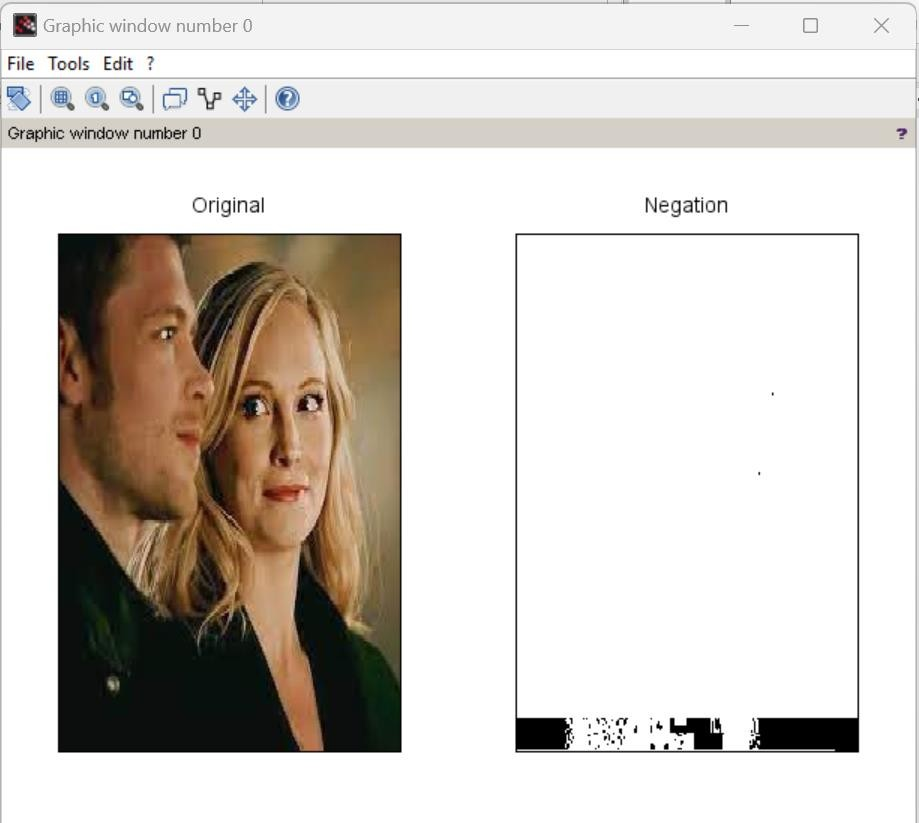 Graphic window number 0
File Tools Edit ?
Graphic window number 0 ?
Original
Negation